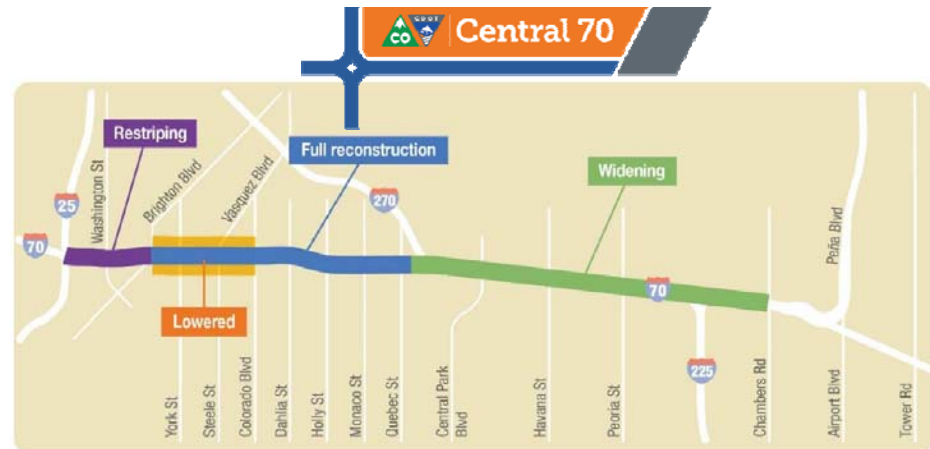 CO CDOT Central 70
Restriping
Full reconstruction
Widening
Lowered
25
70
270
70
225
Washington St
Brighton Blvd
Vasquez Blvd
Peña Blvd
York St
Steele St
Colorado Blvd
Dahlia St
Holly St
Monaco St
Quebec St
Central Park
Blvd
Havana St
Peoria St
Chambers Rd
Airport Blvd
Tower Rd